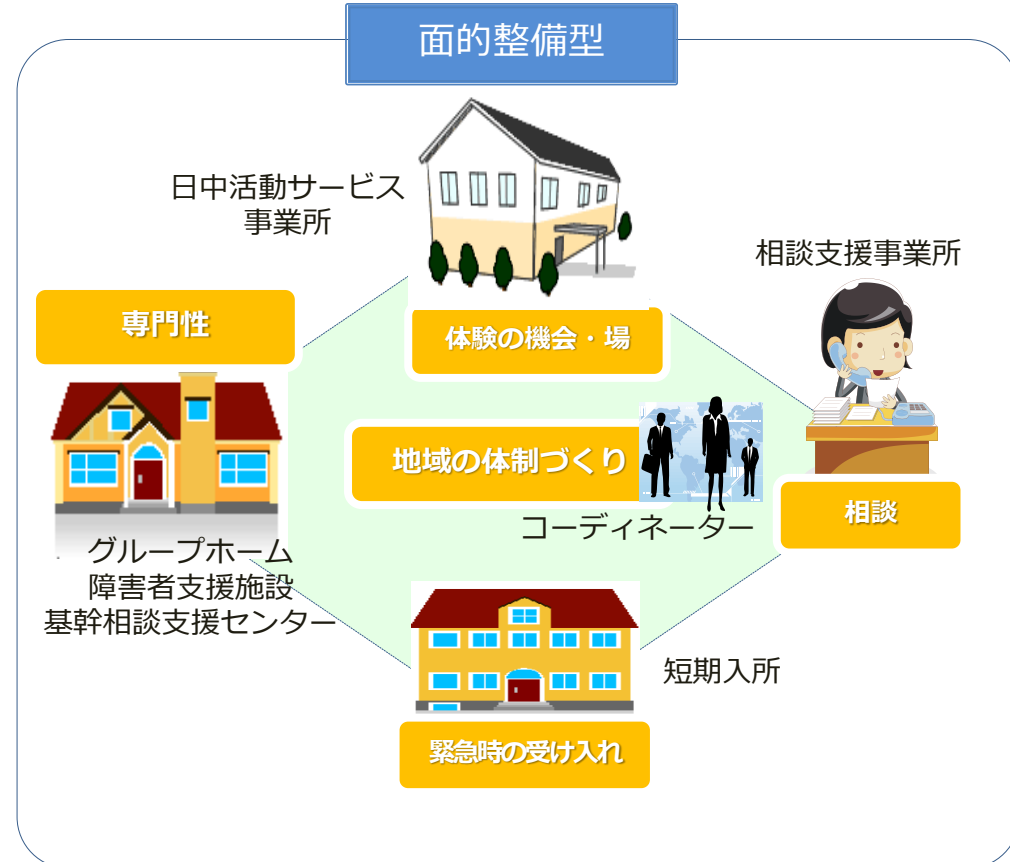 面的整備型
日中活動サービス
事業所
相談支援事業所
専門性
体験の機会・場
地域の体制づくり
コーディネーター
相談
グループホーム
障害者支援施設
基幹相談支援センター
短期入所
緊急時の受け入れ